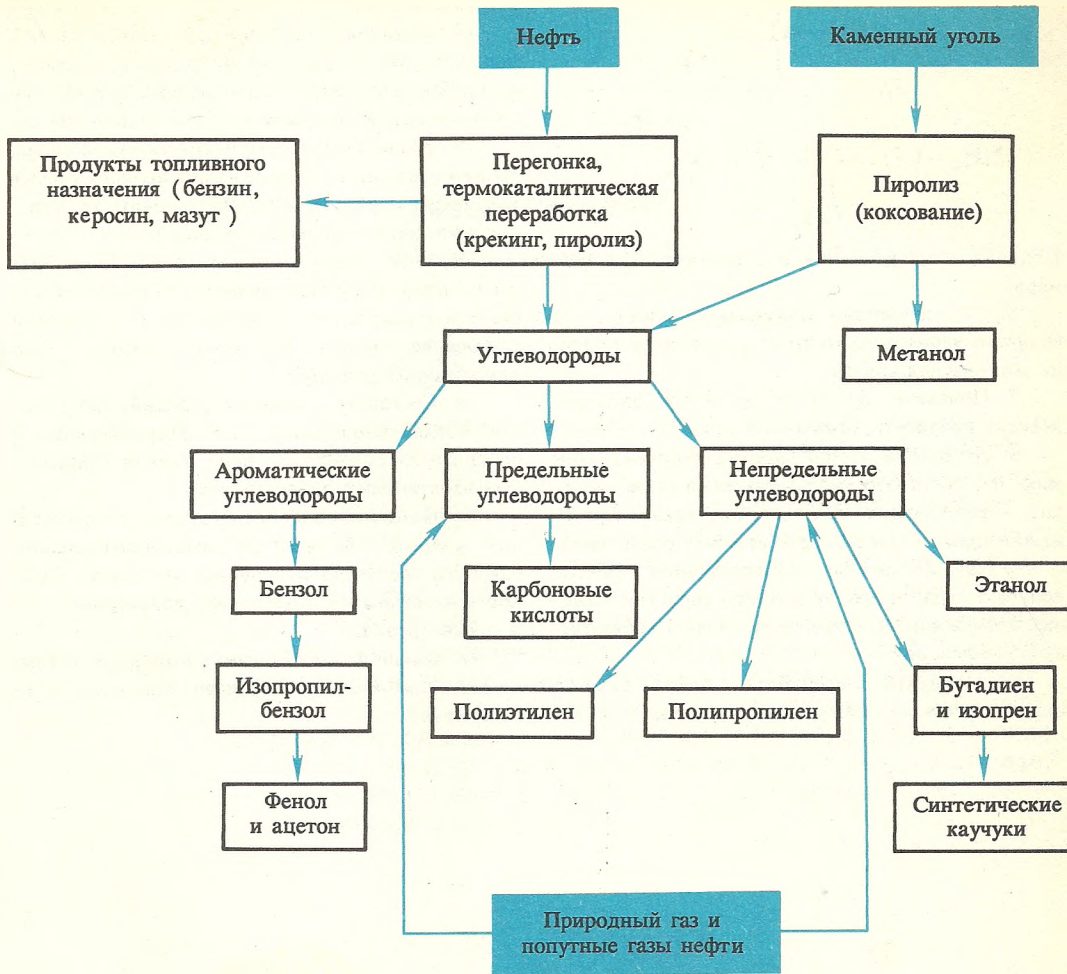 Нефть
Каменный уголь
Продукты топливного
назначения (бензин,
керосин, мазут )
Перегонка,
термокаталитическая
переработка
(крекинг, пиролиз)
Пиролиз
(коксование)
Углеводороды
Метанол
Ароматические
углеводороды
Предельные
углеводороды
Непредельные
углеводороды
Бензол
Карбоновые
кислоты
Этанол
Изопропил-
бензол
Полиэтилен
Полипропилен
Бутадиен
и изопрен
Фенол
и ацетон
Синтетические
каучуки
Природный газ и
попутные газы нефти